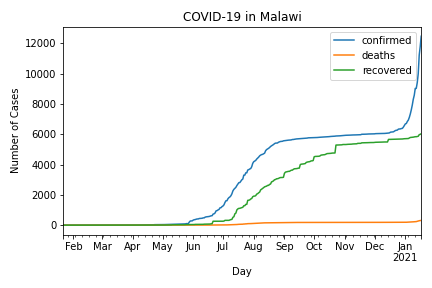 COVID-19 in Malawi
confirmed
deaths
recovered
Number of Cases
12000
10000
8000
6000
4000
2000
0
Feb Mar Apr May Jun Jul Aug Sep Oct Nov Dec Jan
2021
Day